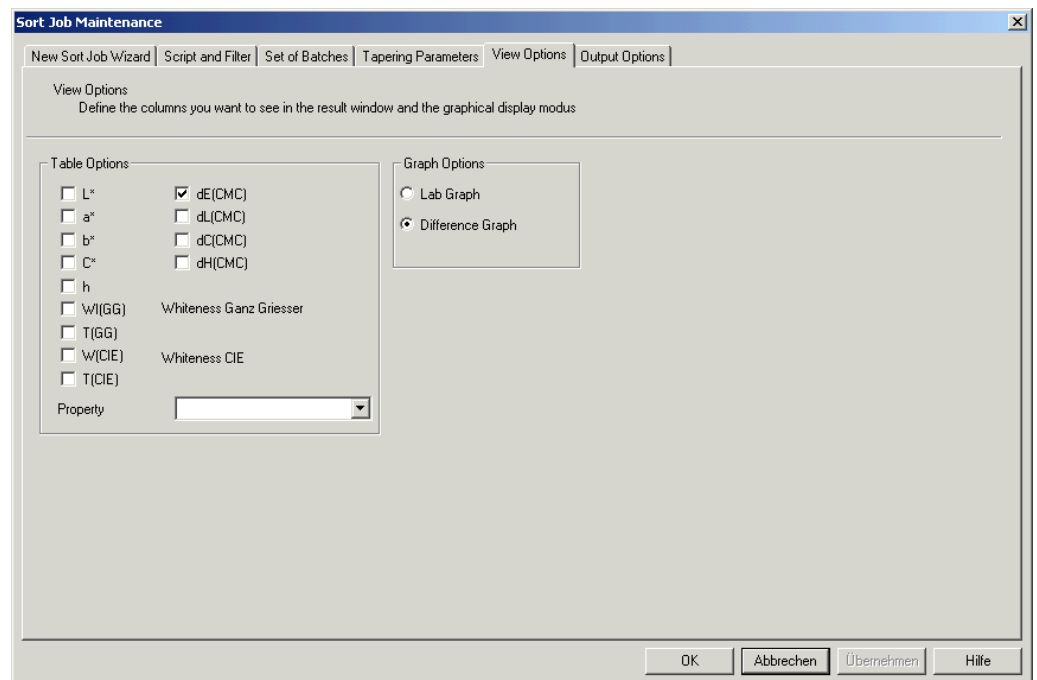 Sort Job Maintenance
New Sort Job Wizard Script and Filter Set of Batches Tapering Parameters View Options Output Options
View Options
Define the columns you want to see in the result window and the graphical display modus
Table Options
Graph Options
L*
dE(CMC)
Lab Graph
a*
dL(CMC)
b*
dC(CMC)
Difference Graph
C*
dH(CMC)
h
WI(GG)
Whiteness Ganz Griesser
T(GG)
W(CIE)
Whiteness CIE
T(CIE)
Property
OK Abbrechen Übernehmen Hilfe